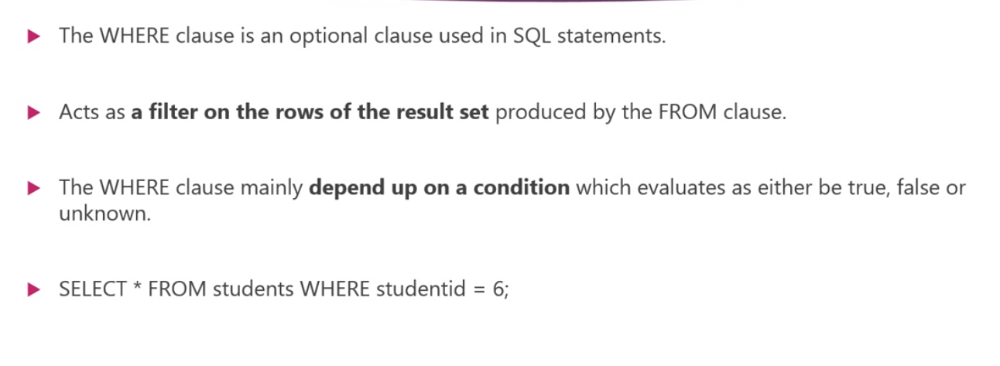 The WHERE clause is an optional clause used in SQL statements.
Acts as a filter on the rows of the result set produced by the FROM clause.
The WHERE clause mainly depend up on a condition which evaluates as either be true, false or
unknown.
SELECT * FROM students WHERE studentid = 6;